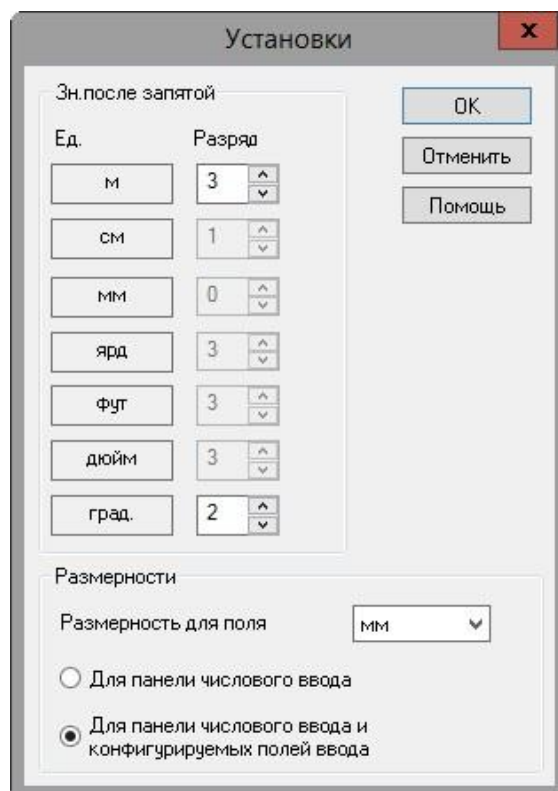 Установки
x
Зн.после запятой
Ед. Разряд
м 3
см 1
мм 0
ярд 3
фут 3
дюйм 3
град. 2
OK
Отменить
Помощь
Размерности
Размерность для поля мм
Для панели числового ввода
Для панели числового ввода и
конфигурируемых полей ввода